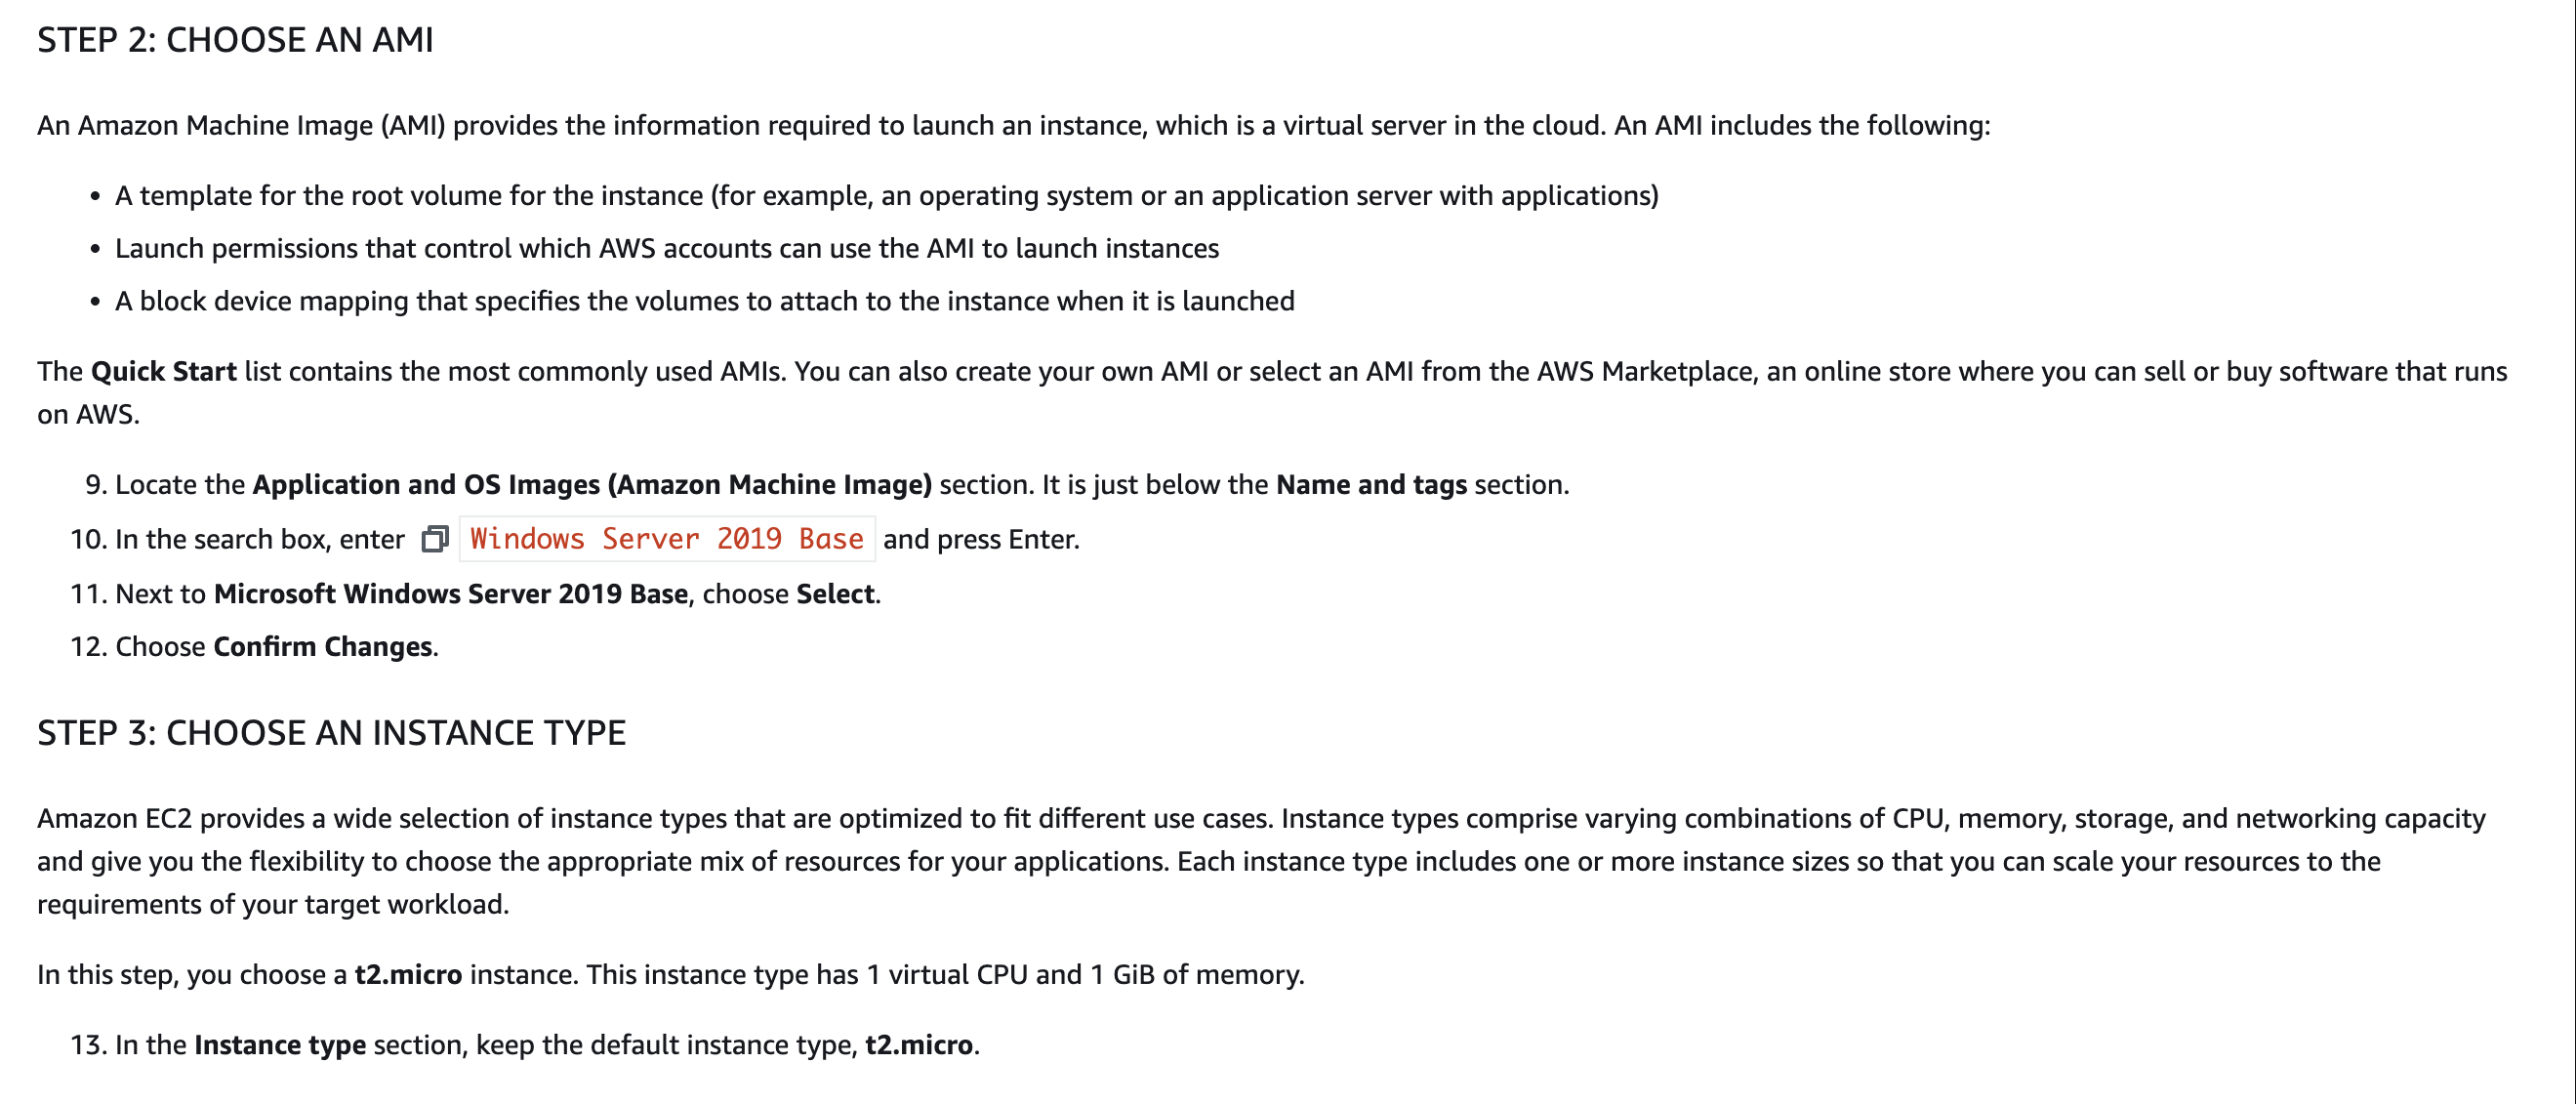 STEP 2: CHOOSE AN AMI
An Amazon Machine Image (AMI) provides the information required to launch an instance, which is a virtual server in the cloud. An AMI includes the following:
• A template for the root volume for the instance (for example, an operating system or an application server with applications)
• Launch permissions that control which AWS accounts can use the AMI to launch instances
• A block device mapping that specifies the volumes to attach to the instance when it is launched
The Quick Start list contains the most commonly used AMIs. You can also create your own AMI or select an AMI from the AWS Marketplace, an online store where you can sell or buy software that runs
on AWS.
9. Locate the Application and OS Images (Amazon Machine Image) section. It is just below the Name and tags section.
10. In the search box, enter Windows Server 2019 Base and press Enter.
11. Next to Microsoft Windows Server 2019 Base, choose Select.
12. Choose Confirm Changes.
STEP 3: CHOOSE AN INSTANCE TYPE
Amazon EC2 provides a wide selection of instance types that are optimized to fit different use cases. Instance types comprise varying combinations of CPU, memory, storage, and networking capacity
and give you the flexibility to choose the appropriate mix of resources for your applications. Each instance type includes one or more instance sizes so that you can scale your resources to the
requirements of your target workload.
In this step, you choose a t2.micro instance. This instance type has 1 virtual CPU and 1 GiB of memory.
13. In the Instance type section, keep the default instance type, t2.micro.